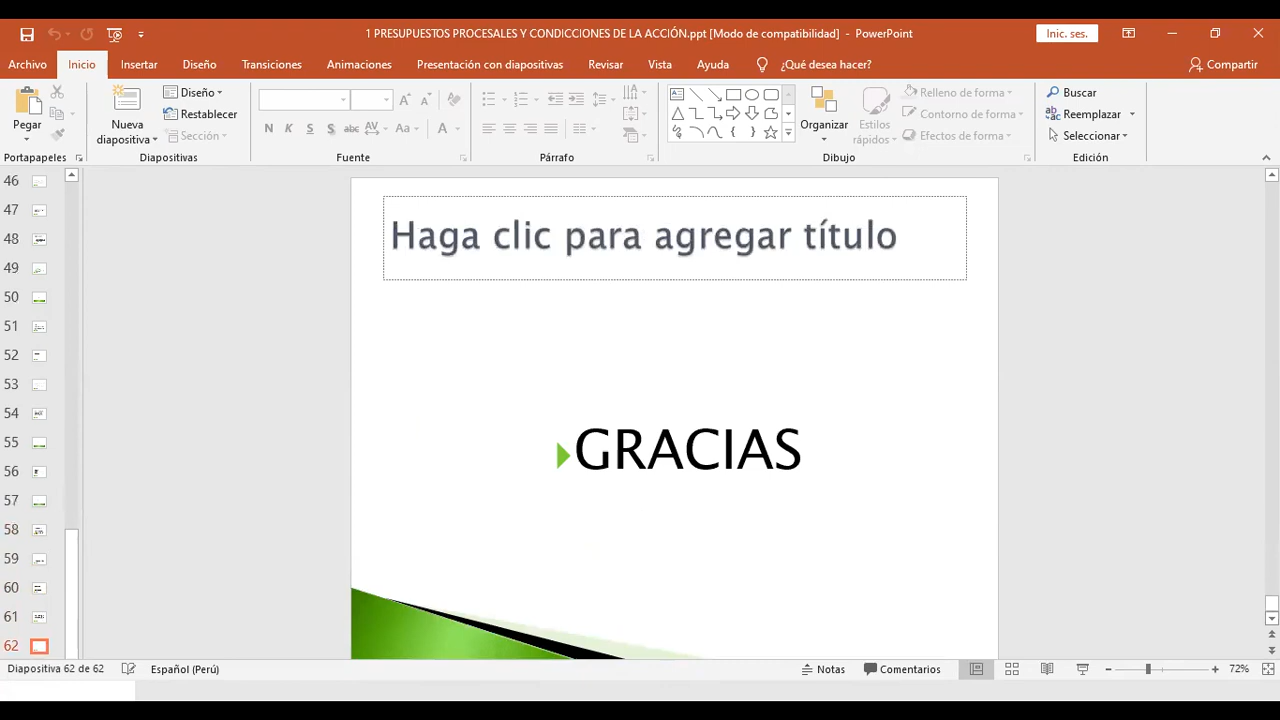 1 PRESUPUESTOS PROCESALES Y CONDICCIONES DE LA ACCIÓN.ppt [Modo de compatibilidad] - PowerPoint
Inic. ses.
Archivo Inicio Insertar Diseño Transiciones Animaciones Presentación con diapositivas Revisar Vista Ayuda ¿Qué desea hacer? Compartir
Pegar
Portapapeles
Nueva diapositiva
Diseño
Restablecer
Sección
Diapositivas
N K S S abc AV Aa A
Fuente
Párrafo
Organizar
Estilos rápidos
Relleno de forma
Contorno de forma
Efectos de forma
Dibujo
Buscar
Reemplazar
Seleccionar
Edición
46
47
48
49
50
51
52
53
54
55
56
57
58
59
60
61
62
Haga clic para agregar título
GRACIAS
Diapositiva 62 de 62 Español (Perú) Notas Comentarios 72%